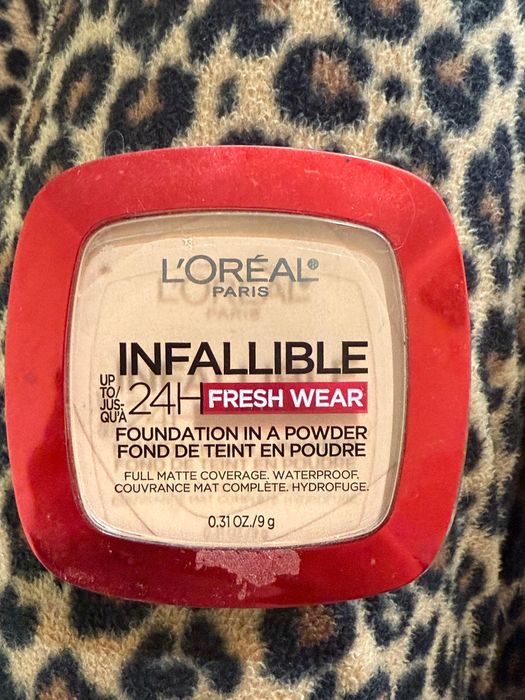 L'ORÉAL®
PARIS
INFALLIBLE
UP TO/ JUS- QU'À 24H FRESH WEAR
FOUNDATION IN A POWDER
FOND DE TEINT EN POUDRE
FULL MATTE COVERAGE. WATERPROOF.
COUVRANCE MAT COMPLÈTE. HYDROFUGE.
0.31 OZ./9 g